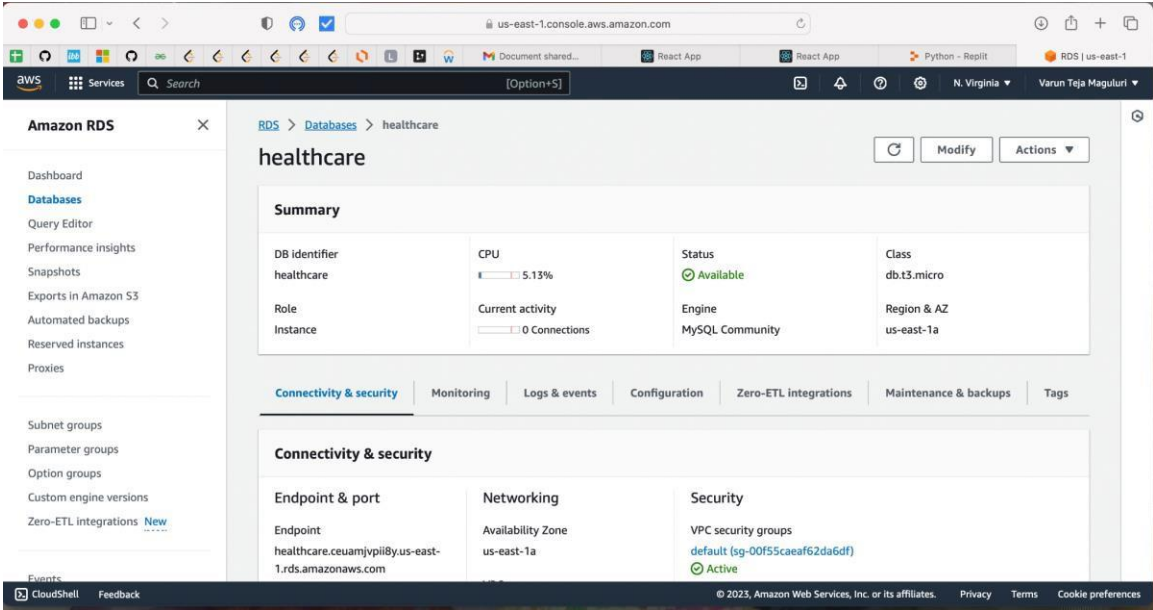 us-east-1.console.aws.amazon.com
Document shared...
React App
React App
Python - Replit
RDS | us-east-1
aws
Services
Search
[Option+S]
N. Virginia
Varun Teja Maguluri
Amazon RDS
Dashboard
Databases
Query Editor
Performance insights
Snapshots
Exports in Amazon S3
Automated backups
Reserved instances
Proxies
Subnet groups
Parameter groups
Option groups
Custom engine versions
Zero-ETL integrations New
Events
RDS > Databases > healthcare
healthcare
Modify
Actions
Summary
DB identifier
healthcare
CPU
5.13%
Status
Available
Class
db.t3.micro
Role
Instance
Current activity
0 Connections
Engine
MySQL Community
Region & AZ
us-east-1a
Connectivity & security
Monitoring
Logs & events
Configuration
Zero-ETL integrations
Maintenance & backups
Tags
Connectivity & security
Endpoint & port
Endpoint
healthcare.ceuamjvpii8y.us-east-
1.rds.amazonaws.com
Networking
Availability Zone
us-east-1a
Security
VPC security groups
default (sg-00f55caeaf62da6df)
Active
CloudShell
Feedback
© 2023, Amazon Web Services, Inc. or its affiliates.
Privacy
Terms
Cookie preferences